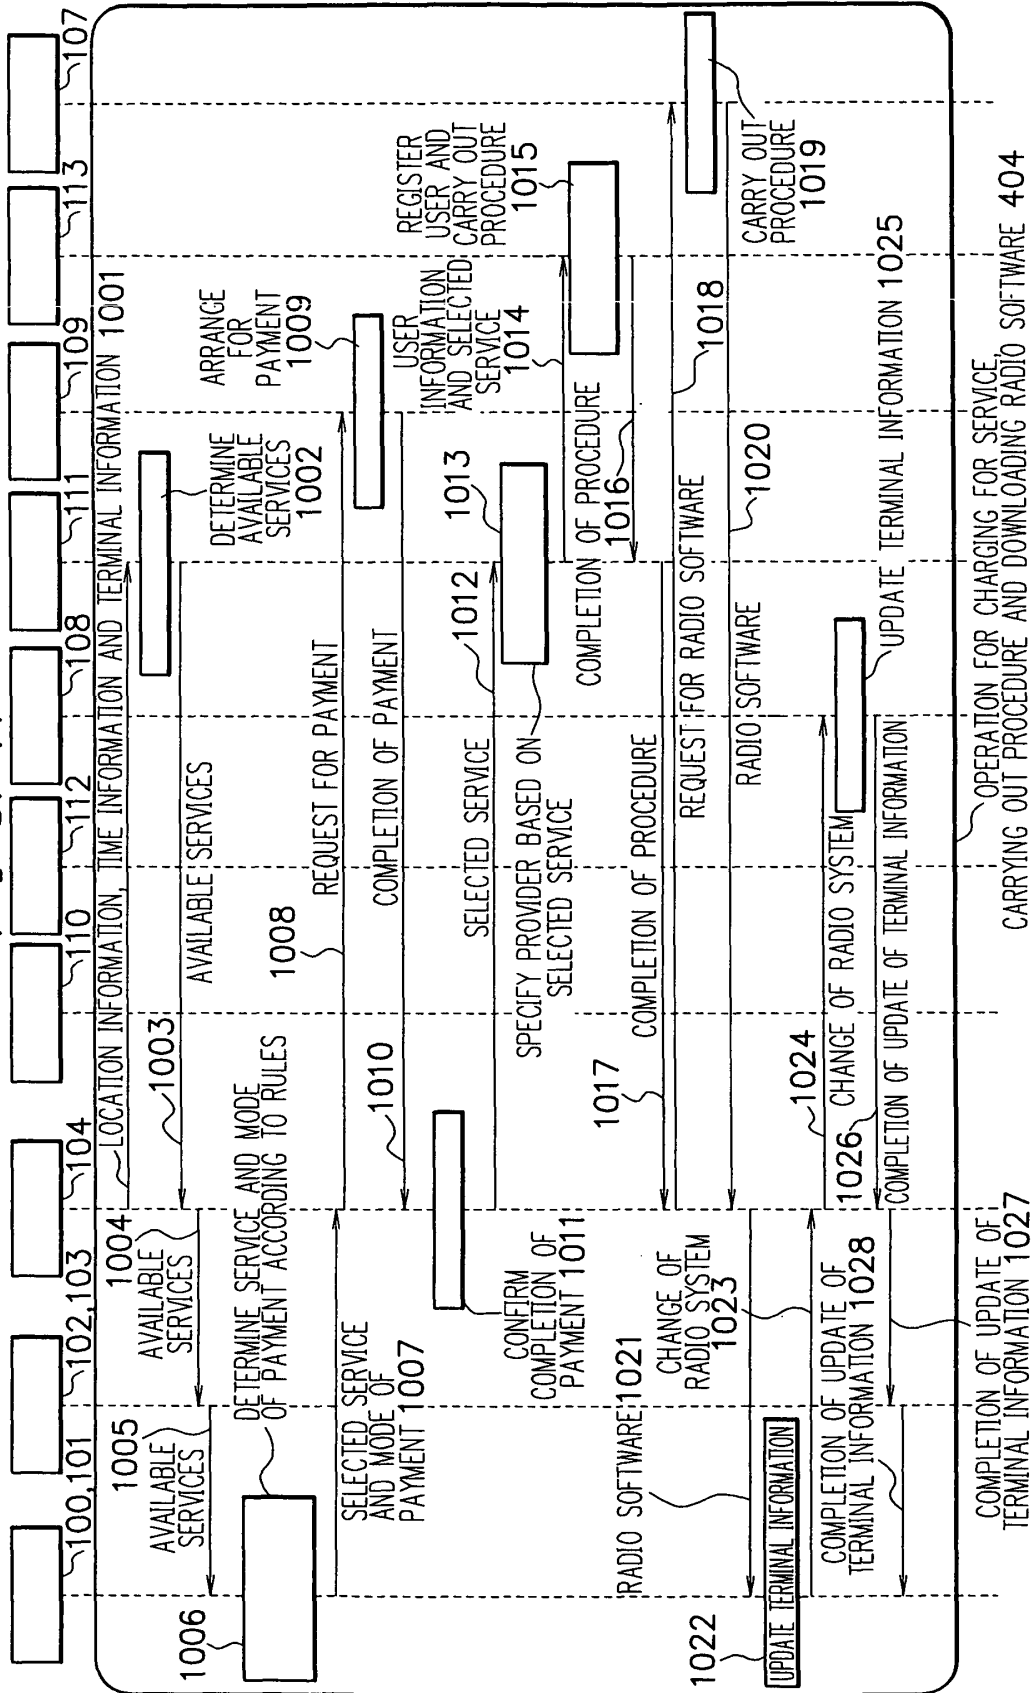 100,101
102,103
104
110
112
108
111
109
113
107
LOCATION INFORMATION, TIME INFORMATION AND TERMINAL INFORMATION 1001
DETERMINE
AVAILABLE
SERVICES
1002
1003
AVAILABLE SERVICES
1004
AVAILABLE
SERVICES
1005
AVAILABLE
SERVICES
1006
DETERMINE SERVICE AND MODE
OF PAYMENT ACCORDING TO RULES
SELECTED SERVICE
AND MODE OF
PAYMENT 1007
1008
REQUEST FOR PAYMENT
ARRANGE
FOR
PAYMENT
1009
1010
COMPLETION OF PAYMENT
CONFIRM
COMPLETION OF
PAYMENT 1011
SELECTED SERVICE
1012
1013
SPECIFY PROVIDER BASED ON
SELECTED SERVICE
USER
INFORMATION
AND SELECTED
SERVICE
1014
REGISTER
USER AND
CARRY OUT
PROCEDURE
1015
COMPLETION OF PROCEDURE
1016
1017
COMPLETION OF PROCEDURE
REQUEST FOR RADIO SOFTWARE
1018
CARRY OUT
PROCEDURE
1019
RADIO SOFTWARE
1020
RADIO SOFTWARE 1021
1022
UPDATE TERMINAL INFORMATION
CHANGE OF
RADIO SYSTEM
1023
1024
CHANGE OF RADIO SYSTEM
UPDATE TERMINAL INFORMATION 1025
1026
COMPLETION OF UPDATE OF TERMINAL INFORMATION
COMPLETION OF UPDATE OF
TERMINAL INFORMATION 1027
COMPLETION OF UPDATE OF
TERMINAL INFORMATION 1028
OPERATION FOR CHARGING FOR SERVICE,
CARRYING OUT PROCEDURE AND DOWNLOADING RADIO SOFTWARE 404